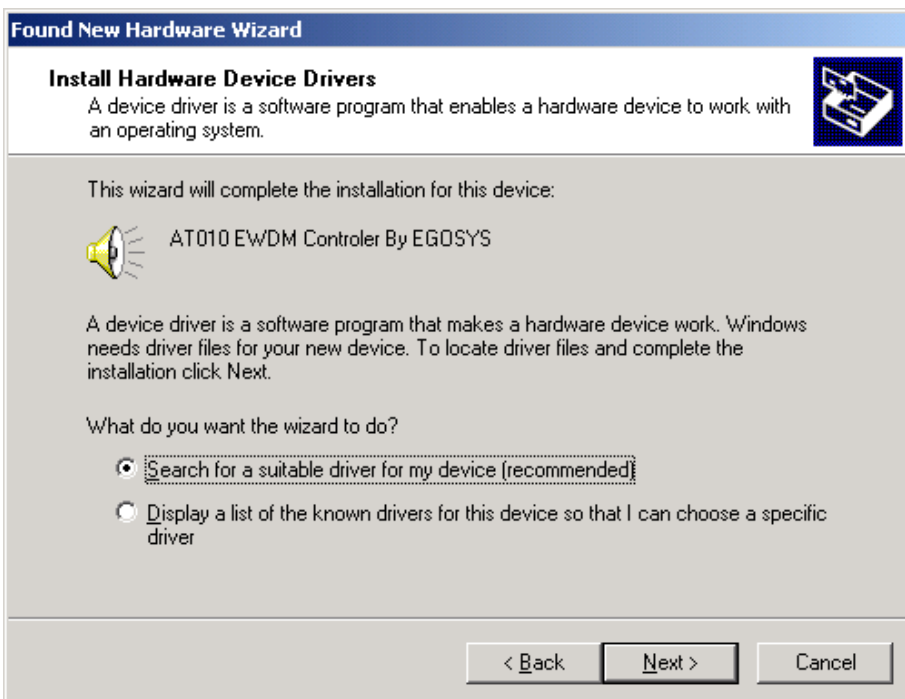 Found New Hardware Wizard
Install Hardware Device Drivers
A device driver is a software program that enables a hardware device to work with
an operating system.
This wizard will complete the installation for this device:
AT010 EWDM Controler By EGOSYS
A device driver is a software program that makes a hardware device work. Windows
needs driver files for your new device. To locate driver files and complete the
installation click Next.
What do you want the wizard to do?
Search for a suitable driver for my device (recommended)
Display a list of the known drivers for this device so that I can choose a specific
driver
< Back Next > Cancel